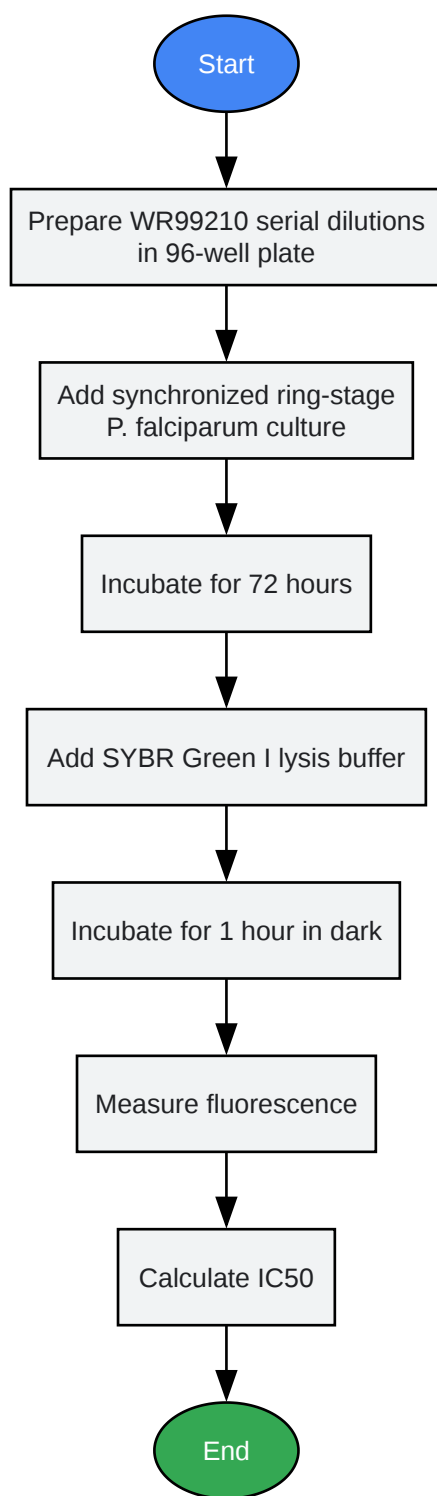 Start
Prepare WR99210 serial dilutions
in 96-well plate
Add synchronized ring-stage
P. falciparum culture
Incubate for 72 hours
Add SYBR Green I lysis buffer
Incubate for 1 hour in dark
Measure fluorescence
Calculate IC50
End